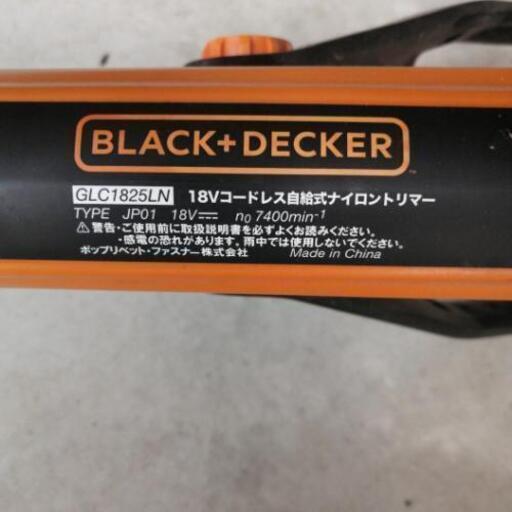 BLACK+DECKER
GLC1825LN 18Vコードレス自給式ナイロントリマー
TYPE JP01 18V⎓ n₀ 7400min⁻¹
⚠警告・ご使用前に取扱説明書を必ずよくお読みください。
・感電の恐れがあります。雨中では使用しないでください。
ポップリベット・ファスナー株式会社 Made in China